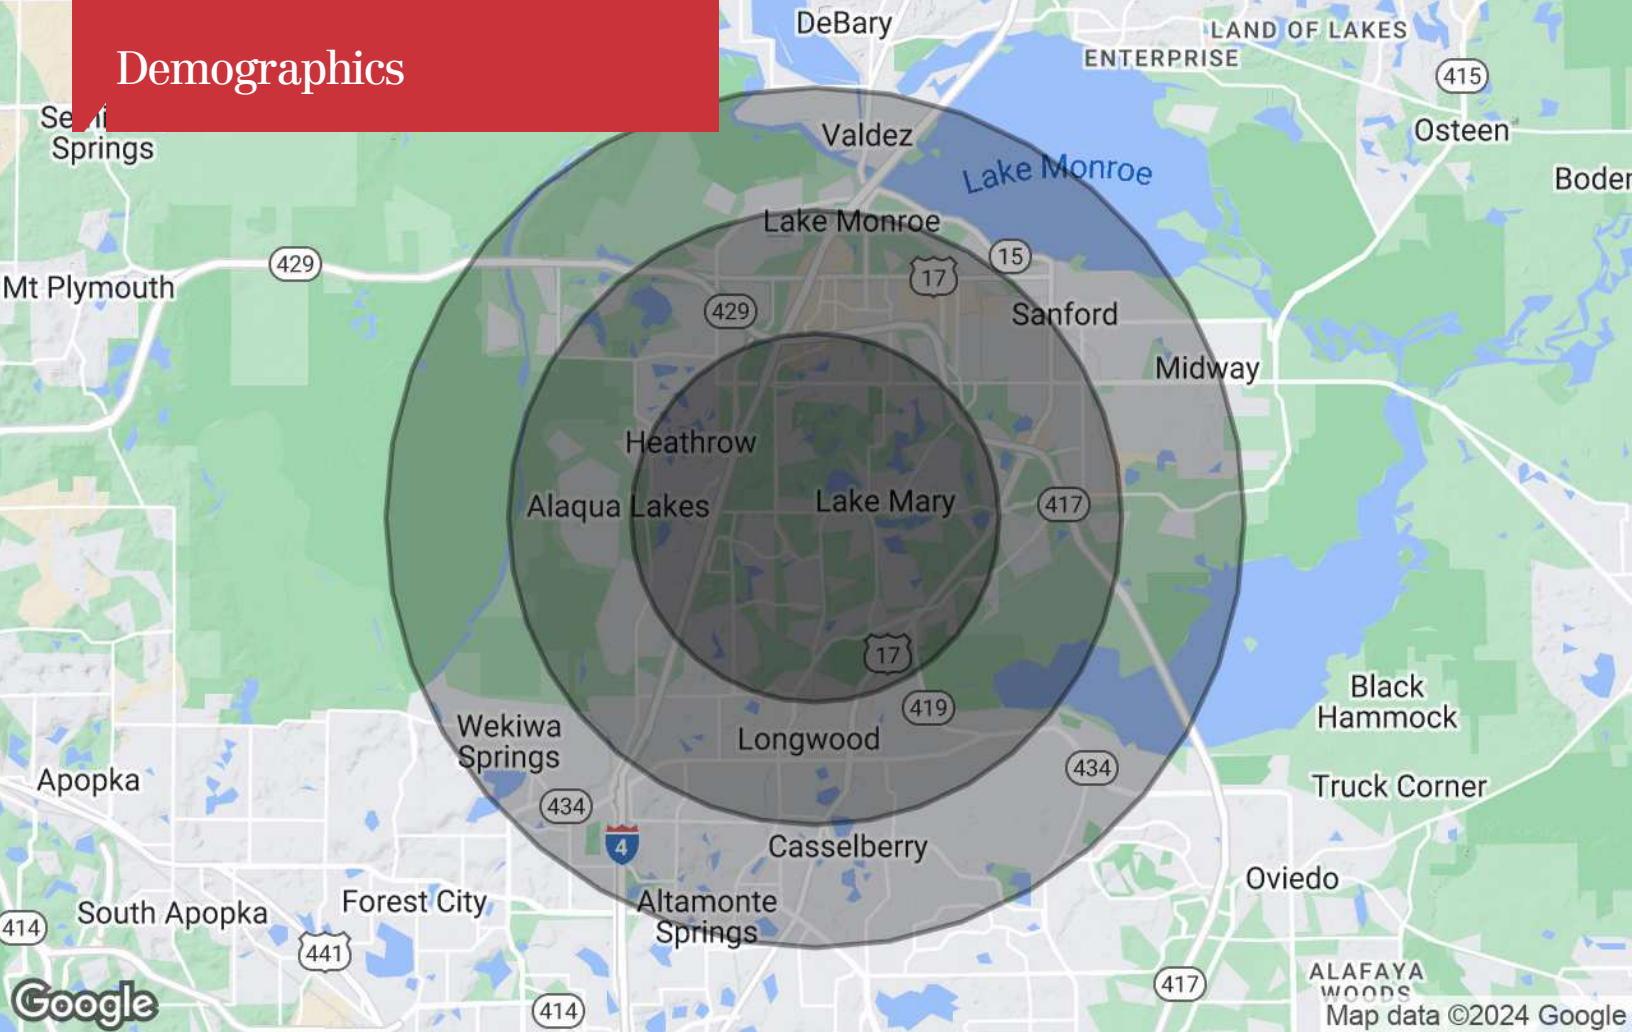 Demographics
DeBary
LAND OF LAKES
ENTERPRISE
415
Springs
Valdez
Osteen
Lake Monroe
Lake Monroe
15
429
17
Mt Plymouth
429
Sanford
Midway
Heathrow
Alaqua Lakes
Lake Mary
417
17
419
Black
Hammock
Wekiwa
Springs
Longwood
434
Apopka
Truck Corner
434
4
Casselberry
Oviedo
Forest City
Altamonte
Springs
South Apopka
414
441
ALAFAYA
WOODS
417
Google
414
Map data ©2024 Google